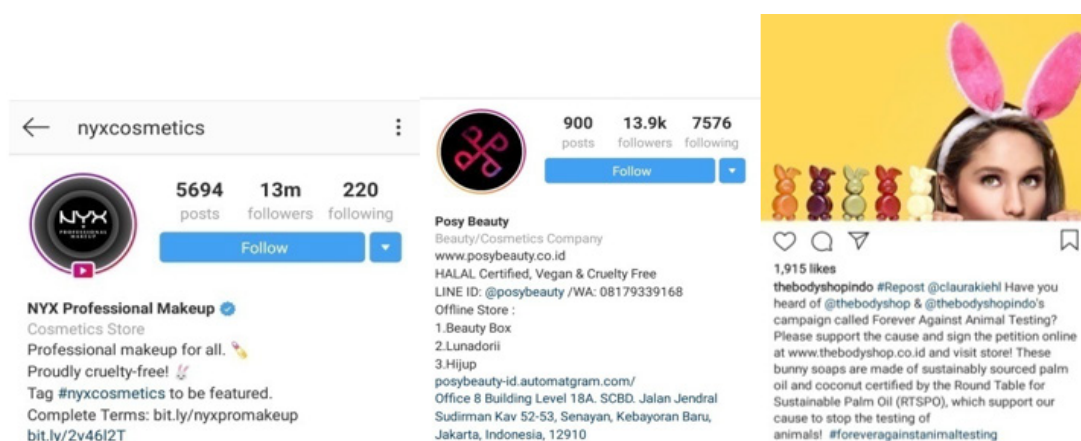 nyxcosmetics
NYX
PROFESSIONAL
MAKEUP
5694 13m 220
posts followers following
Follow
NYX Professional Makeup
Cosmetics Store
Professional makeup for all.
Proudly cruelty-free!
Tag #nyxcosmetics to be featured.
Complete Terms: bit.ly/nyxpromakeup
bit.ly/2v46l2T
900 13.9k 7576
posts followers following
Follow
Posy Beauty
Beauty/Cosmetics Company
www.posybeauty.co.id
HALAL Certified, Vegan & Cruelty Free
LINE ID: @posybeauty /WA: 08179339168
Offline Store :
1.Beauty Box
2.Lunadorii
3.Hijup
posybeauty-id.automatgram.com/
Office 8 Building Level 18A. SCBD. Jalan Jendral
Sudirman Kav 52-53, Senayan, Kebayoran Baru,
Jakarta, Indonesia, 12910
1,915 likes
thebodyshopindo #Repost @claurakiehl Have you
heard of @thebodyshop & @thebodyshopindo's
campaign called Forever Against Animal Testing?
Please support the cause and sign the petition online
at www.thebodyshop.co.id and visit store! These
bunny soaps are made of sustainably sourced palm
oil and coconut certified by the Round Table for
Sustainable Palm Oil (RTSPO), which support our
cause to stop the testing of
animals! #foreveragainstanimaltesting